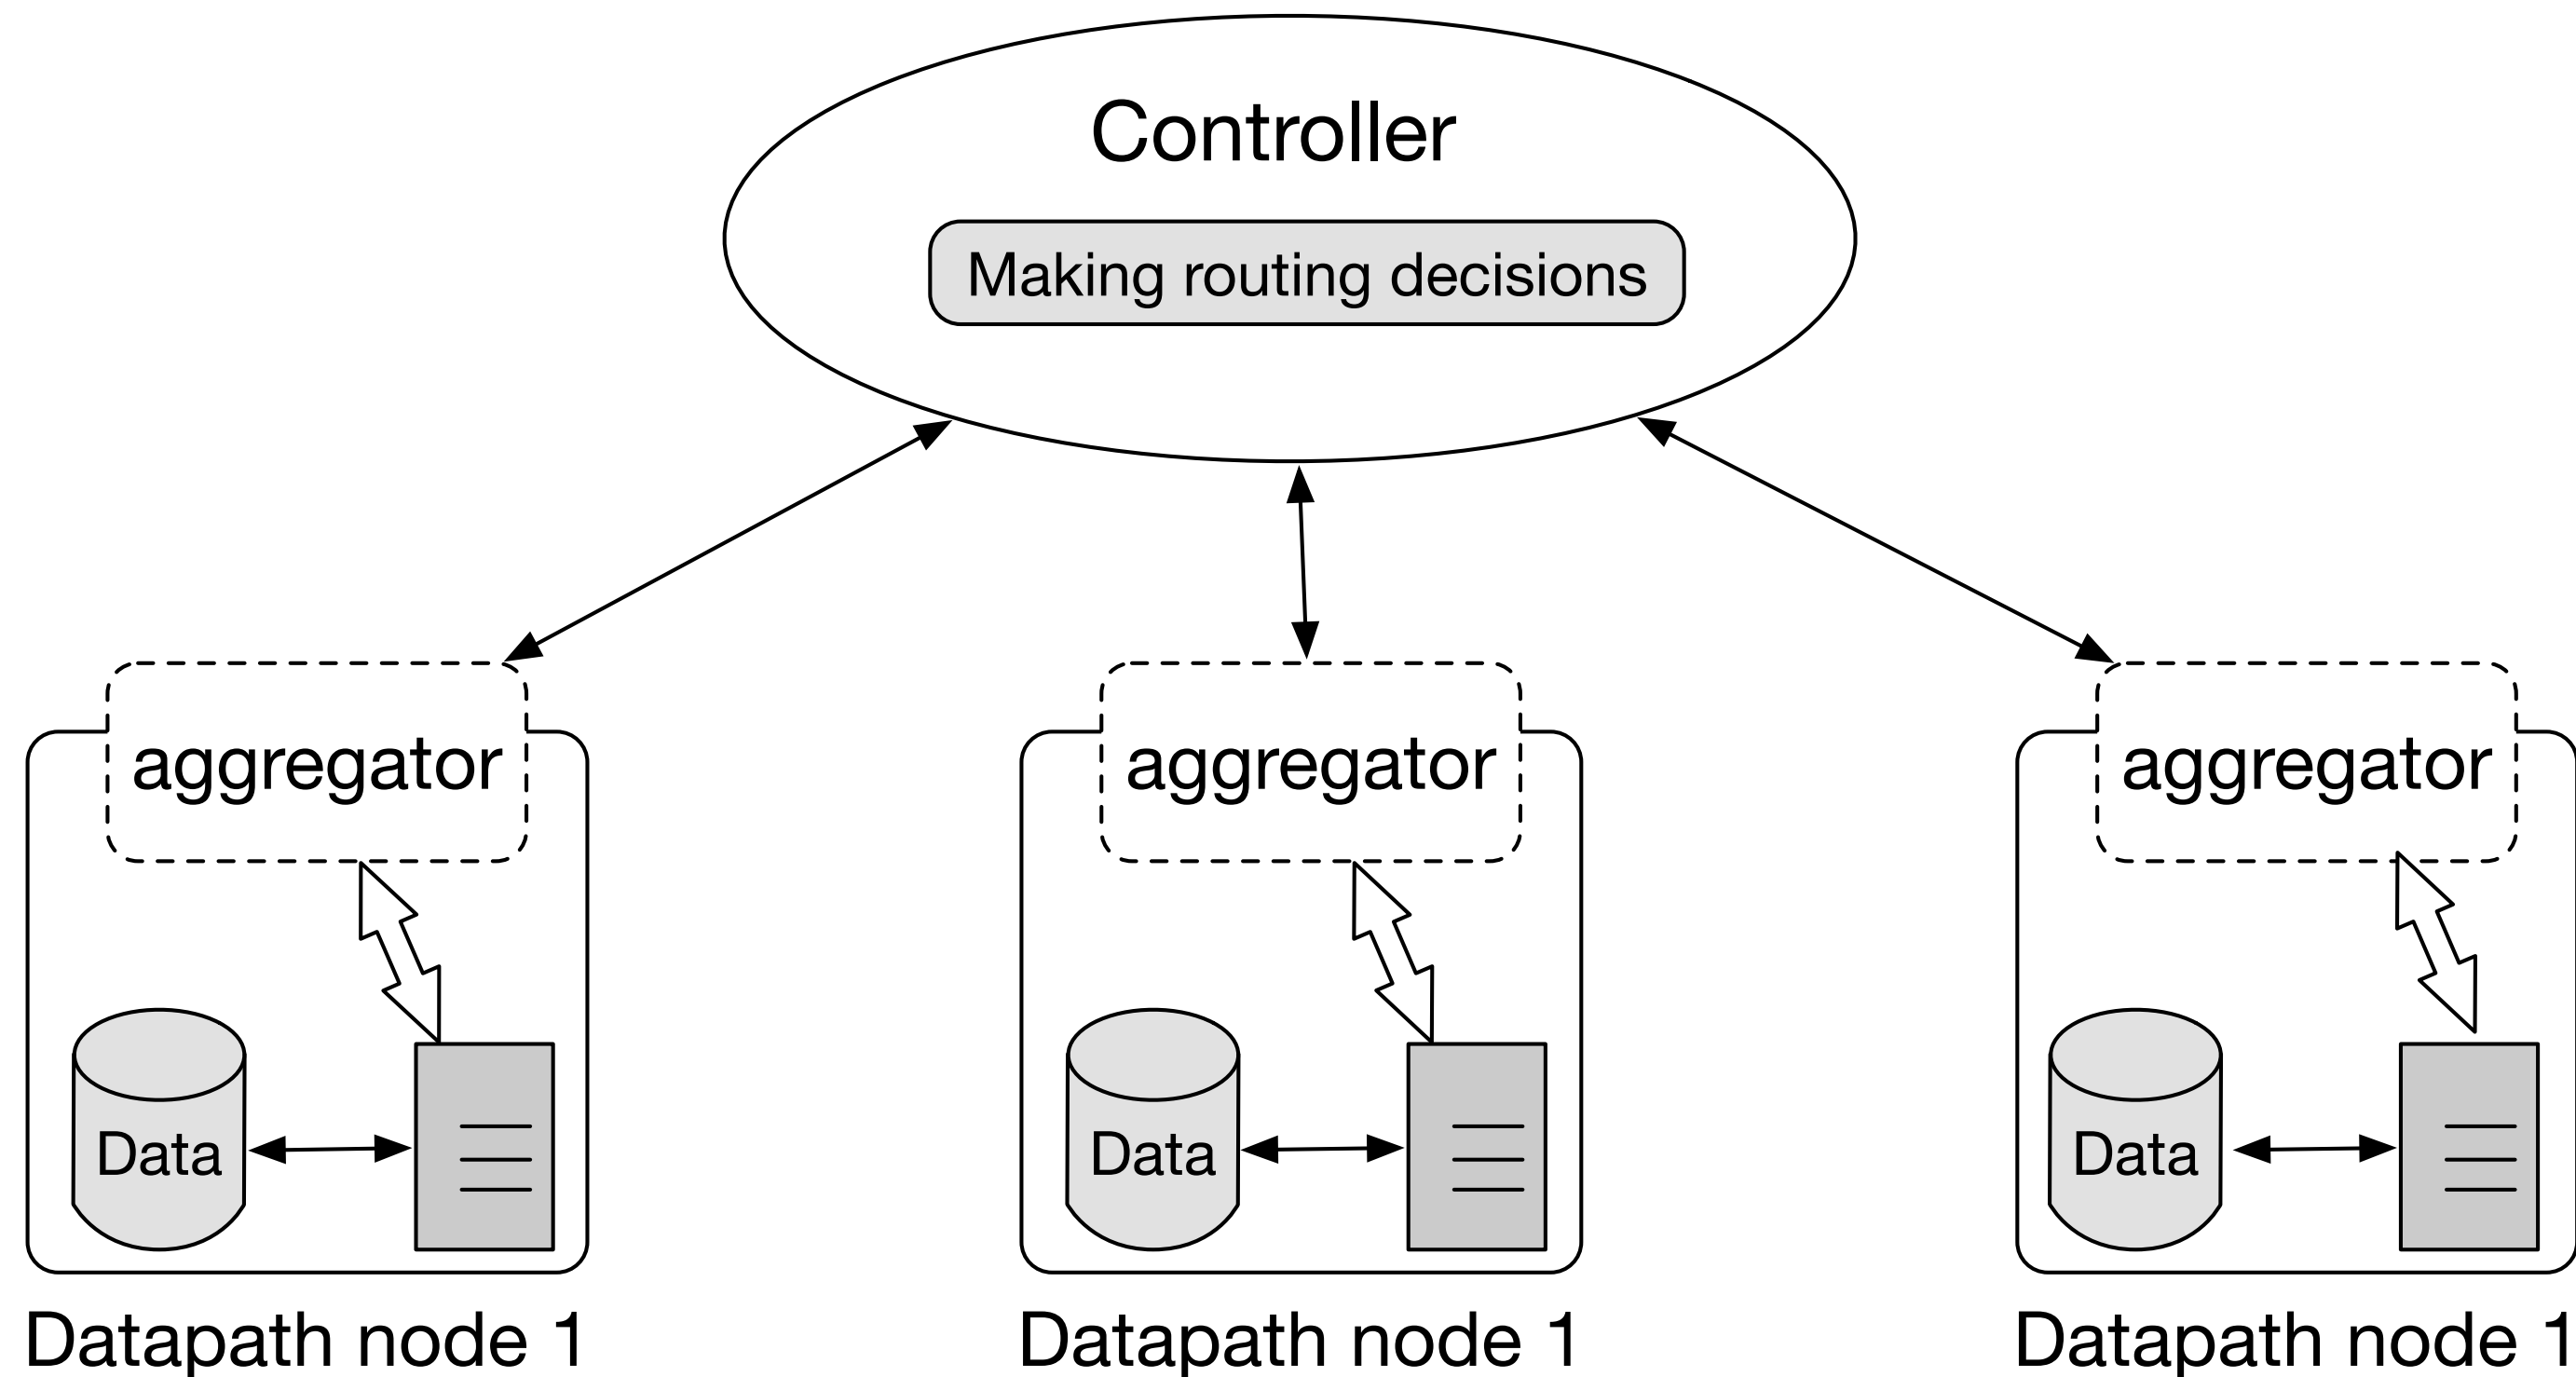 Controller
Making routing decisions
aggregator
aggregator
aggregator
Data
Data
Data
Datapath node 1
Datapath node 1
Datapath node 1